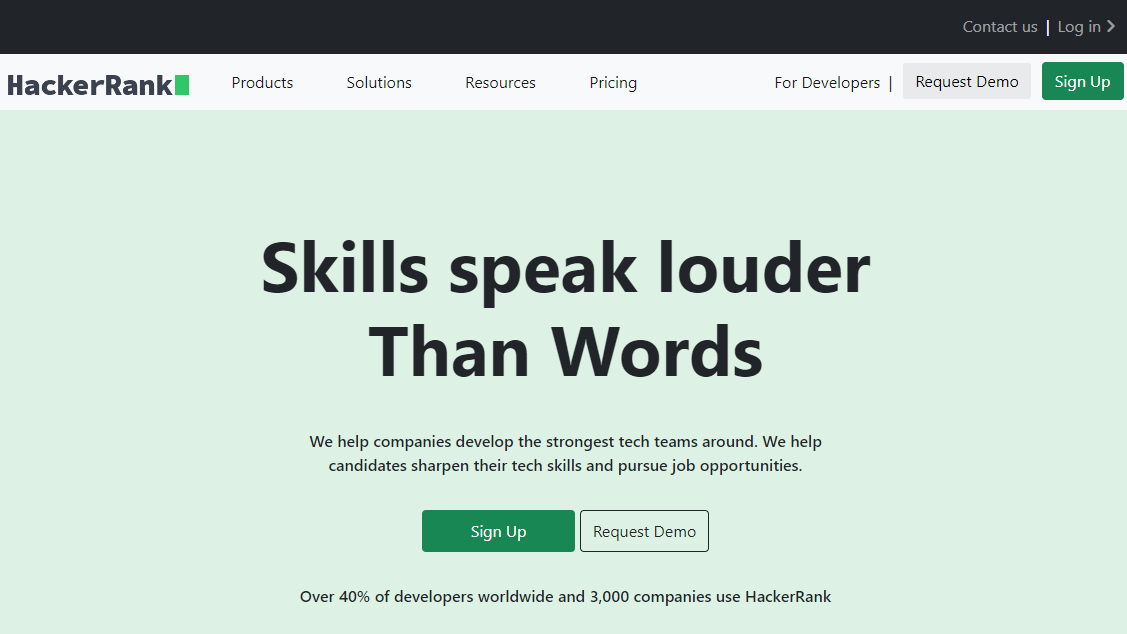 Contact us | Log in
HackerRank Products Solutions Resources Pricing For Developers | Request Demo Sign Up
Skills speak louder
Than Words
We help companies develop the strongest tech teams around. We help
candidates sharpen their tech skills and pursue job opportunities.
Sign Up Request Demo
Over 40% of developers worldwide and 3,000 companies use HackerRank